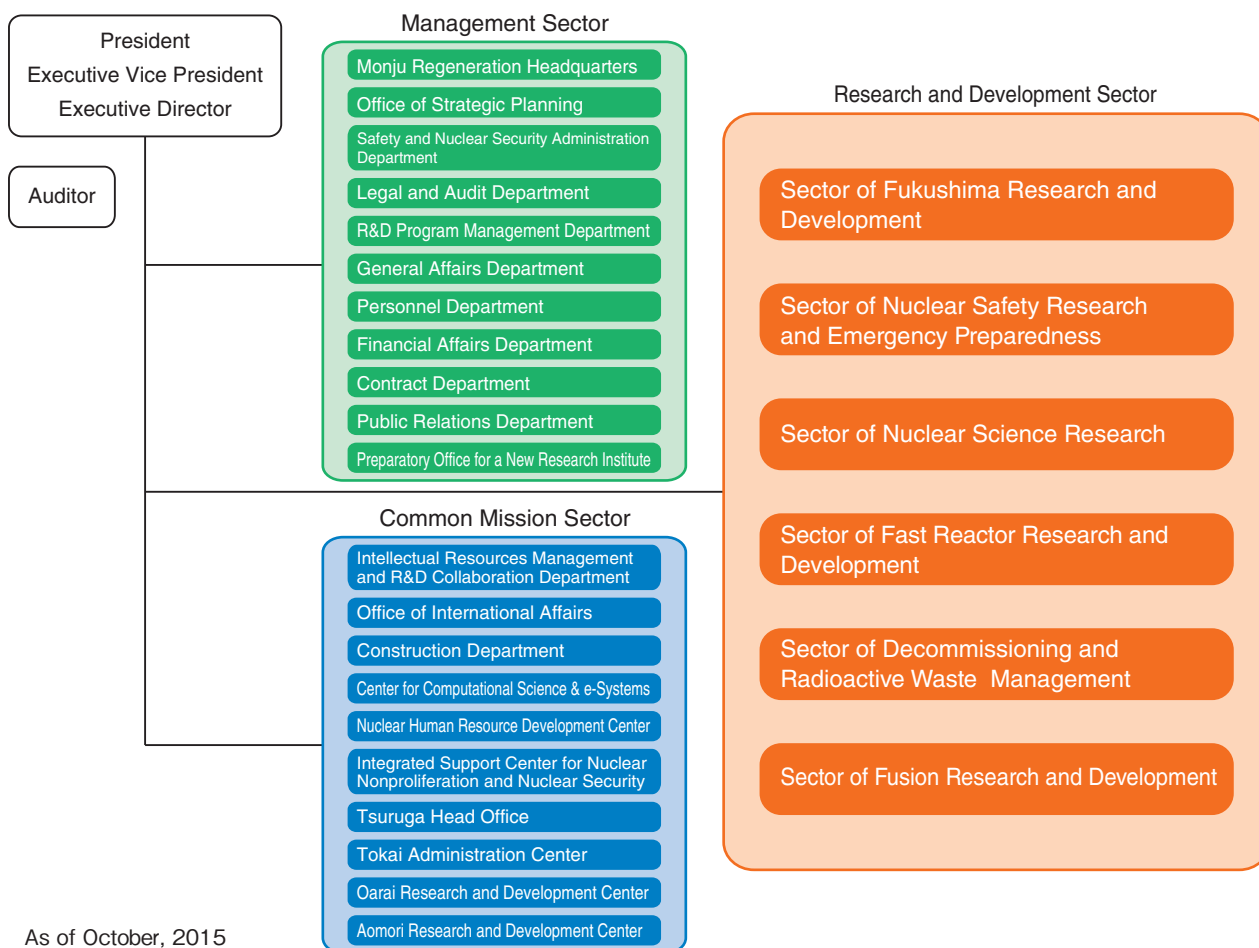 President
Executive Vice President
Executive Director
Auditor
Management Sector
Monju Regeneration Headquarters
Office of Strategic Planning
Safety and Nuclear Security Administration
Department
Legal and Audit Department
R&D Program Management Department
General Affairs Department
Personnel Department
Financial Affairs Department
Contract Department
Public Relations Department
Preparatory Office for a New Research Institute
Common Mission Sector
Intellectual Resources Management
and R&D Collaboration Department
Office of International Affairs
Construction Department
Center for Computational Science & e-Systems
Nuclear Human Resource Development Center
Integrated Support Center for Nuclear
Nonproliferation and Nuclear Security
Tsuruga Head Office
Tokai Administration Center
Oarai Research and Development Center
Aomori Research and Development Center
Research and Development Sector
Sector of Fukushima Research and
Development
Sector of Nuclear Safety Research
and Emergency Preparedness
Sector of Nuclear Science Research
Sector of Fast Reactor Research and
Development
Sector of Decommissioning and
Radioactive Waste Management
Sector of Fusion Research and Development
As of October, 2015